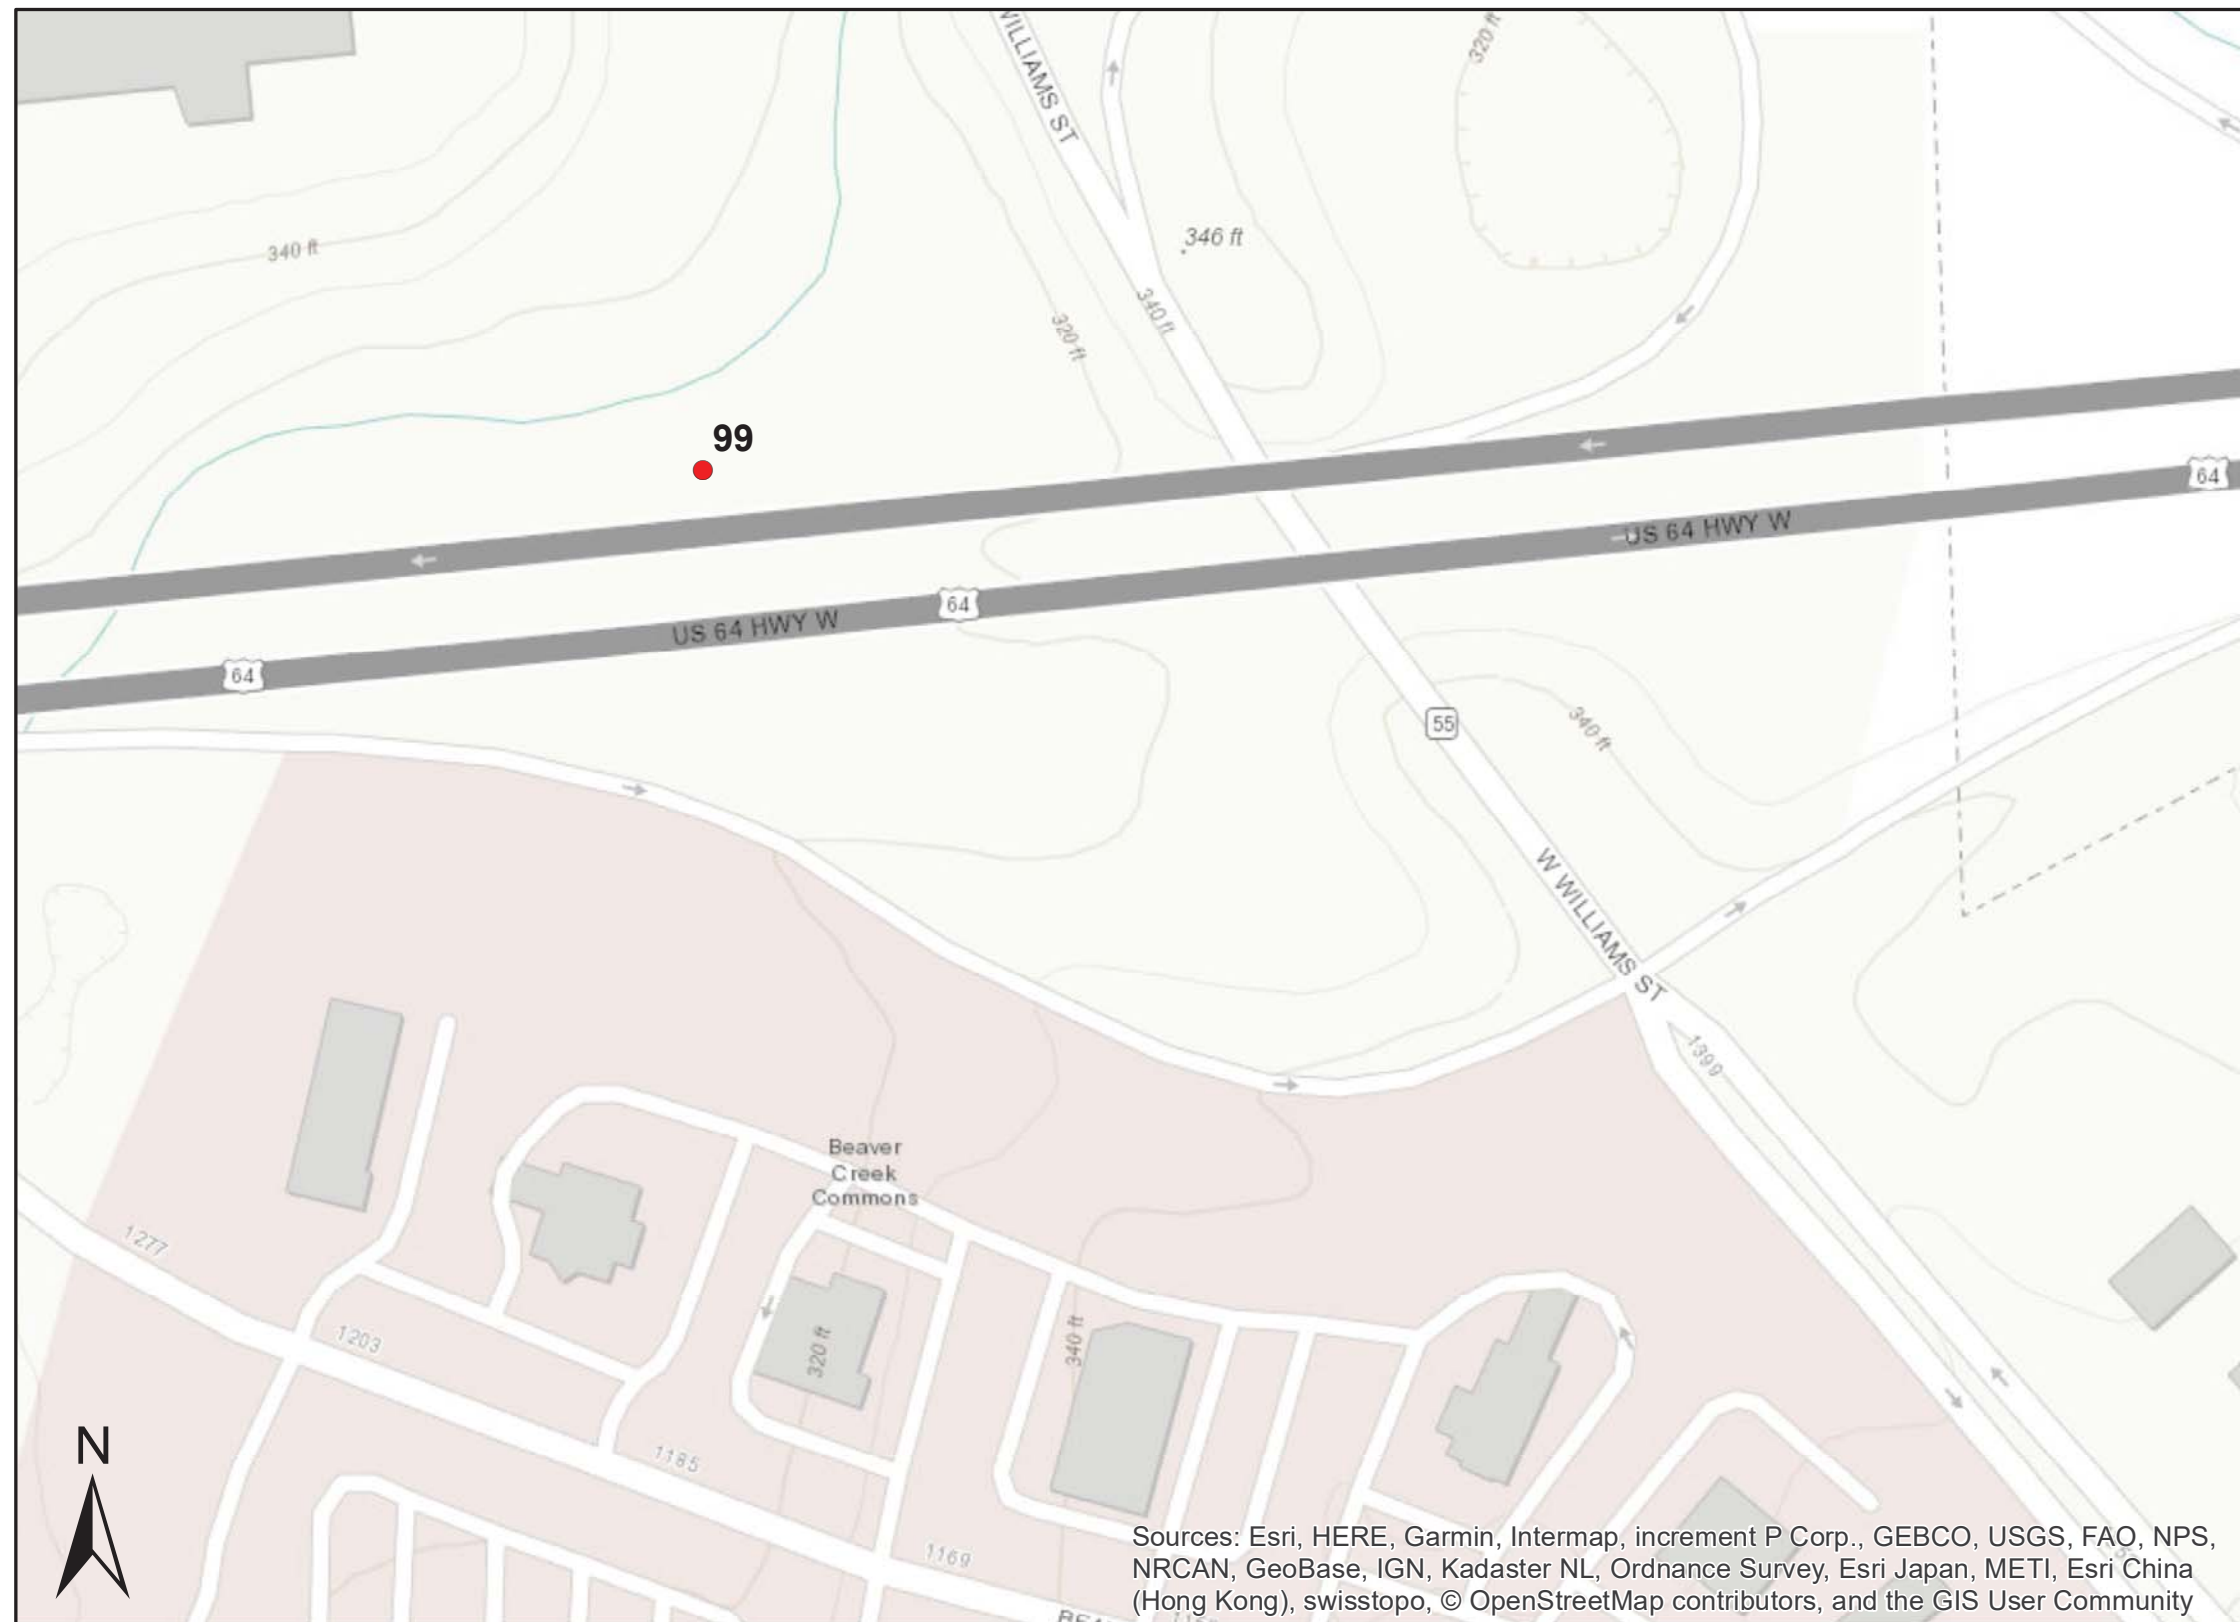 WILLIAMS ST
320 ft
346 ft
340 ft
340 ft
320 ft
99
64
US 64 HWY W
64
US 64 HWY W
64
55
340 ft
W WILLIAMS ST
1399
Beaver
Creek
Commons
1277
1203
320 ft
340 ft
N
1185
1169
Sources: Esri, HERE, Garmin, Intermap, increment P Corp., GEBCO, USGS, FAO, NPS,
NRCAN, GeoBase, IGN, Kadaster NL, Ordnance Survey, Esri Japan, METI, Esri China
(Hong Kong), swisstopo, © OpenStreetMap contributors, and the GIS User Community